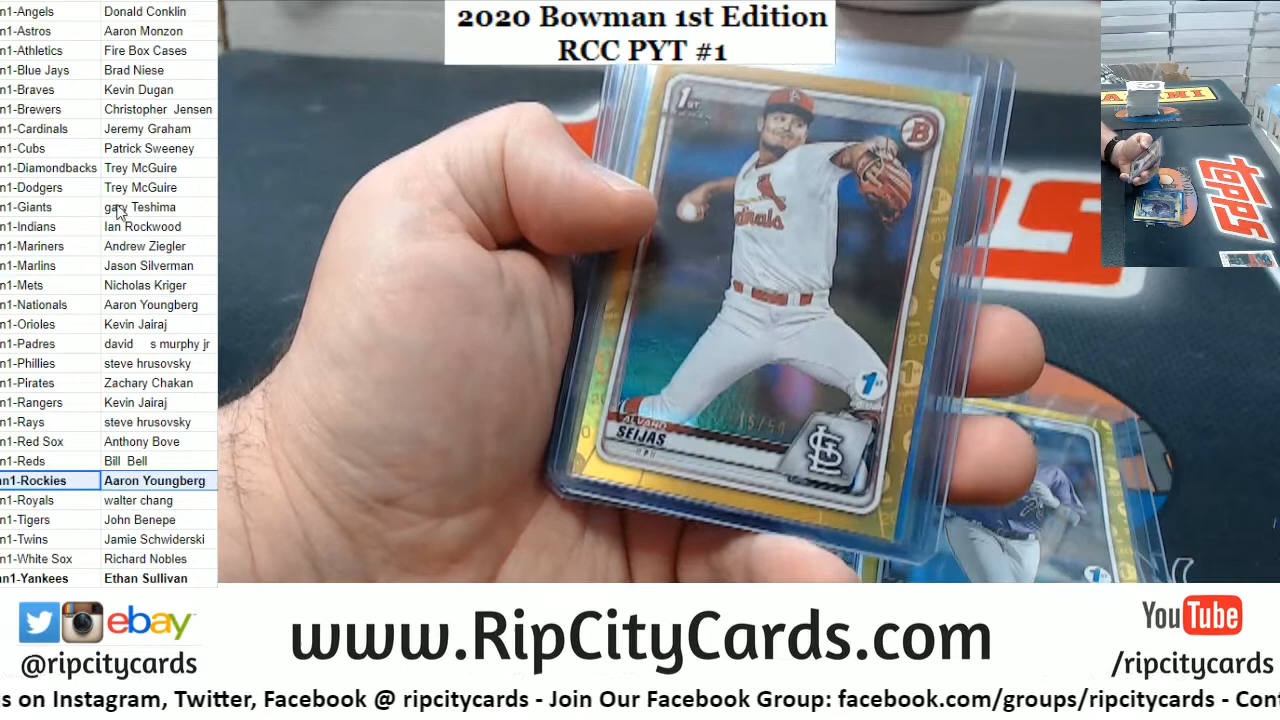 n1-Angels Donald Conklin
n1-Astros Aaron Monzon
n1-Athletics Fire Box Cases
n1-Blue Jays Brad Niese
n1-Braves Kevin Dugan
n1-Brewers Christopher Jensen
n1-Cardinals Jeremy Graham
n1-Cubs Patrick Sweeney
n1-Diamondbacks Trey McGuire
n1-Dodgers Trey McGuire
n1-Giants gary Teshima
n1-Indians Ian Rockwood
n1-Mariners Andrew Ziegler
n1-Marlins Jason Silverman
n1-Mets Nicholas Kriger
n1-Nationals Aaron Youngberg
n1-Orioles Kevin Jairaj
n1-Padres david s murphy jr
n1-Phillies steve hrusovsky
n1-Pirates Zachary Chakan
n1-Rangers Kevin Jairaj
n1-Rays steve hrusovsky
n1-Red Sox Anthony Bove
n1-Reds Bill Bell
n1-Rockies Aaron Youngberg
n1-Royals walter chang
n1-Tigers John Benepe
n1-Twins Jamie Schwiderski
n1-White Sox Richard Nobles
n1-Yankees Ethan Sullivan
2020 Bowman 1st Edition
RCC PYT #1
1ST
B
dinals
1ST
ALVARO
SEIJAS
P
STL
1ST
topps
ebay
@ripcitycards
www.RipCityCards.com
YouTube
/ripcitycards
s on Instagram, Twitter, Facebook @ ripcitycards - Join Our Facebook Group: facebook.com/groups/ripcitycards - Con